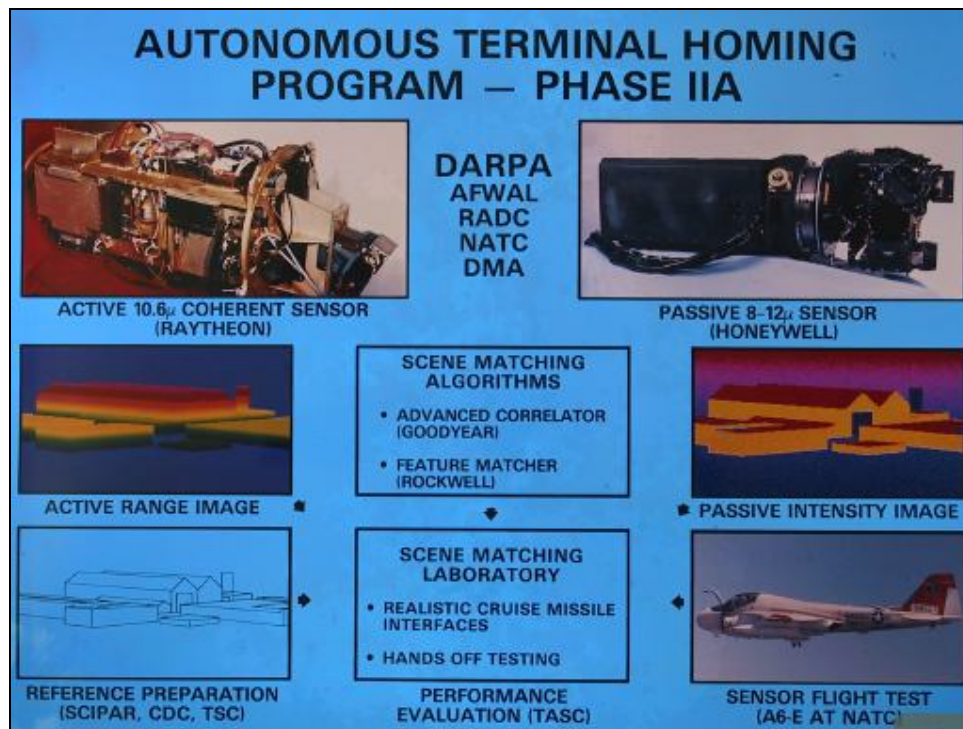 AUTONOMOUS TERMINAL HOMING
PROGRAM — PHASE IIA
DARPA
AFWAL
RADC
NATC
DMA
ACTIVE 10.6μ COHERENT SENSOR
(RAYTHEON)
PASSIVE 8-12μ SENSOR
(HONEYWELL)
SCENE MATCHING
ALGORITHMS
• ADVANCED CORRELATOR
(GOODYEAR)
• FEATURE MATCHER
(ROCKWELL)
ACTIVE RANGE IMAGE
PASSIVE INTENSITY IMAGE
SCENE MATCHING
LABORATORY
• REALISTIC CRUISE MISSILE
INTERFACES
• HANDS OFF TESTING
REFERENCE PREPARATION
(SCIPAR, CDC, TSC)
PERFORMANCE
EVALUATION (TASC)
SENSOR FLIGHT TEST
(A6-E AT NATC)